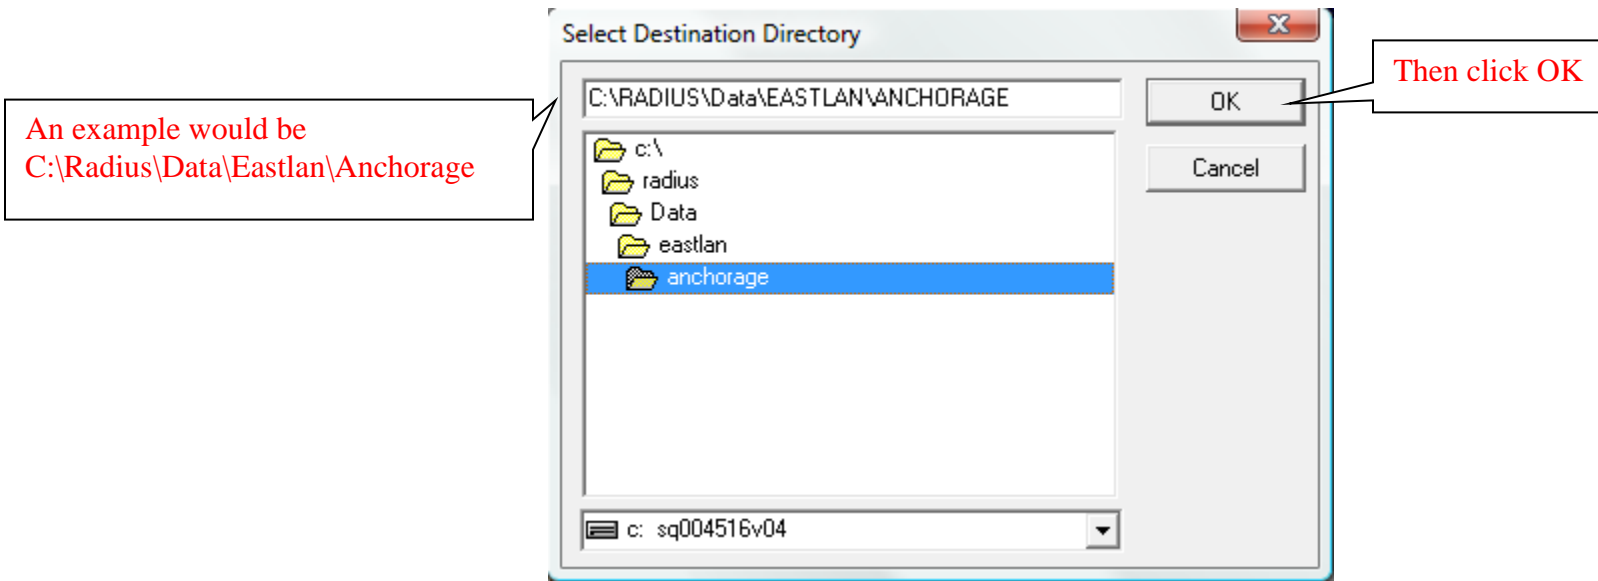 Select Destination Directory
An example would be
C:\Radius\Data\Eastlan\Anchorage
C:\RADIUS\Data\EASTLAN\ANCHORAGE
OK
Then click OK
c:\
radius
Data
eastlan
anchorage
Cancel
c: sq004516v04